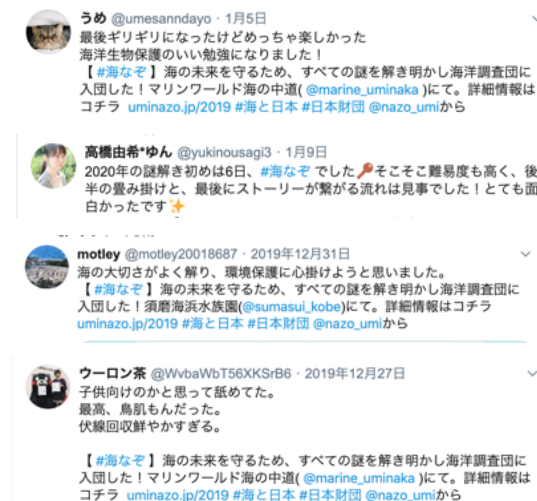 うめ @umesanndayo · 1月5日
最後ギリギリになったけどめっちゃ楽しかった
海洋生物保護のいい勉強になりました！
【 #海なぞ 】海の未来を守るため、すべての謎を解き明かし海洋調査団に
入団した！マリンワールド海の中道( @marine_uminaka )にて。詳細情報は
コチラ uminazo.jp/2019 #海と日本 #日本財団 @nazo_umiから
高橋由希*ゆん @yukinousagi3 · 1月9日
2020年の謎解き初めは6日、#海なぞ でした🔑そこそこ難易度も高く、後
半の畳み掛けと、最後にストーリーが繋がる流れは見事でした！とても面
白かったです✨
motley @motley20018687 · 2019年12月31日
海の大切さがよく解り、環境保護に心掛けようと思いました。
【 #海なぞ 】海の未来を守るため、すべての謎を解き明かし海洋調査団に
入団した！須磨海浜水族園(@sumasui_kobe)にて。詳細情報はコチラ
uminazo.jp/2019 #海と日本 #日本財団 @nazo_umiから
ウーロン茶 @WvbaWbT56XKSrB6 · 2019年12月27日
子供向けのかと思って舐めてた。
最高、鳥肌もんだった。
伏線回収鮮やかすぎる。
【 #海なぞ 】海の未来を守るため、すべての謎を解き明かし海洋調査団に
入団した！マリンワールド海の中道( @marine_uminaka )にて。詳細情報は
コチラ uminazo.jp/2019 #海と日本 #日本財団 @nazo_umiから